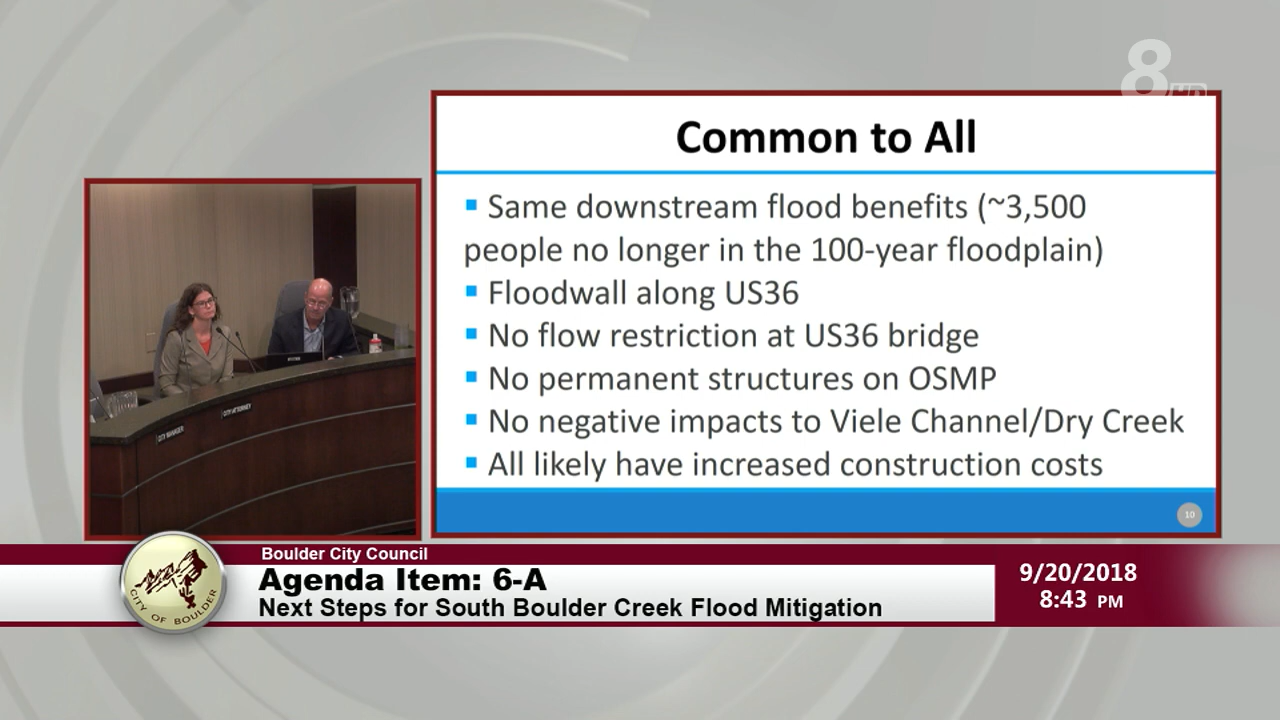 8
HD
Common to All
▪ Same downstream flood benefits (~3,500
people no longer in the 100-year floodplain)
▪ Floodwall along US36
▪ No flow restriction at US36 bridge
▪ No permanent structures on OSMP
▪ No negative impacts to Viele Channel/Dry Creek
▪ All likely have increased construction costs
10
CITY MANAGER
CITY ATTORNEY
Boulder City Council
Agenda Item: 6-A
Next Steps for South Boulder Creek Flood Mitigation
9/20/2018
8:43 PM
CITY OF BOULDER